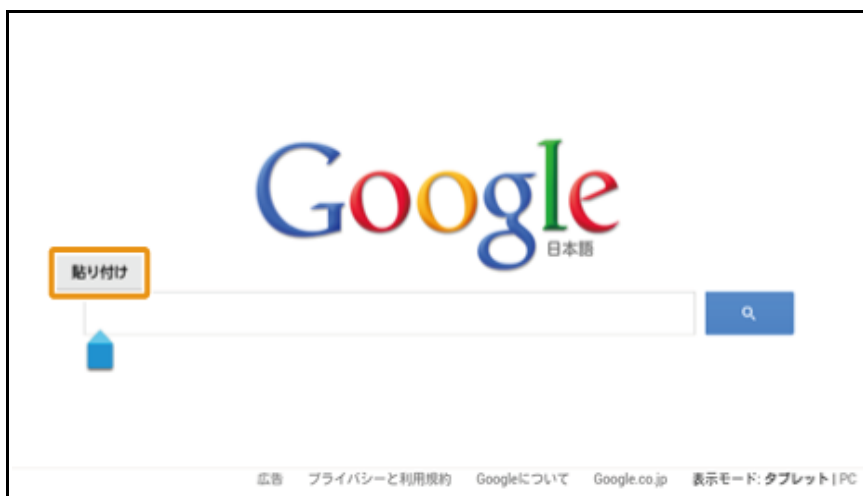 Google
日本語
貼り付け
広告 プライバシーと利用規約 Googleについて Google.co.jp 表示モード: タブレット | PC